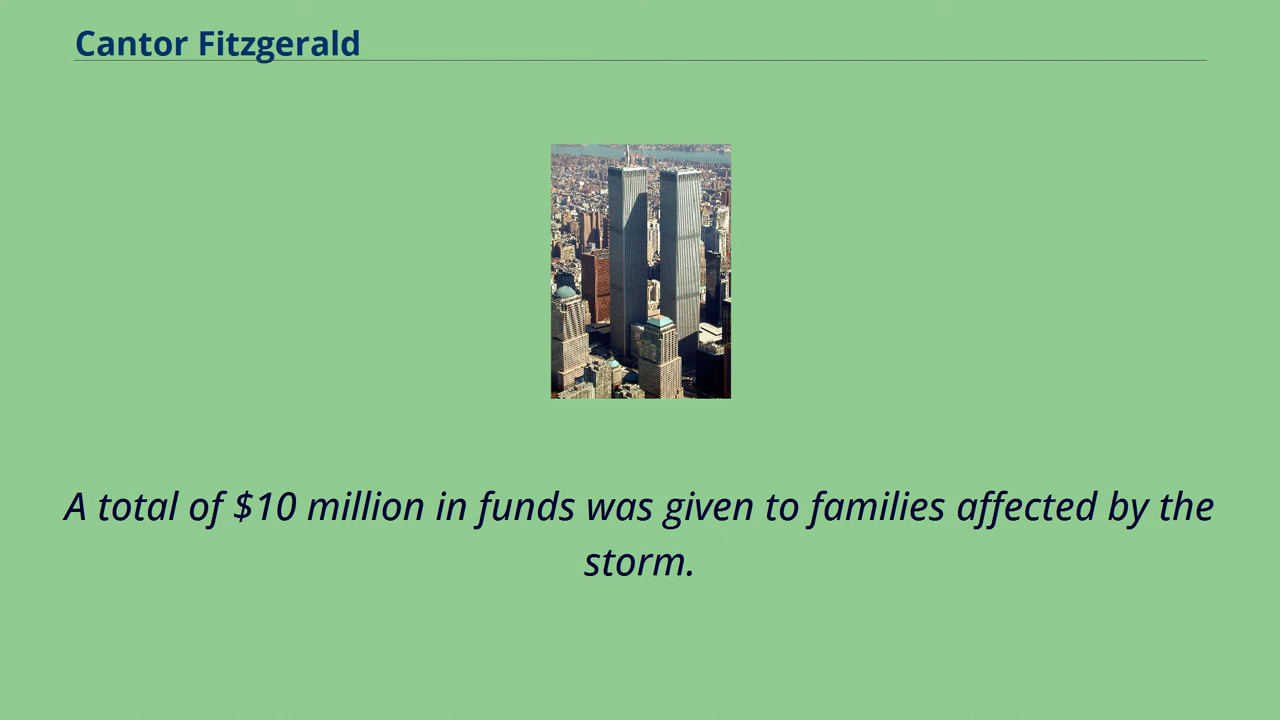 Cantor Fitzgerald
A total of $10 million in funds was given to families affected by the
storm.